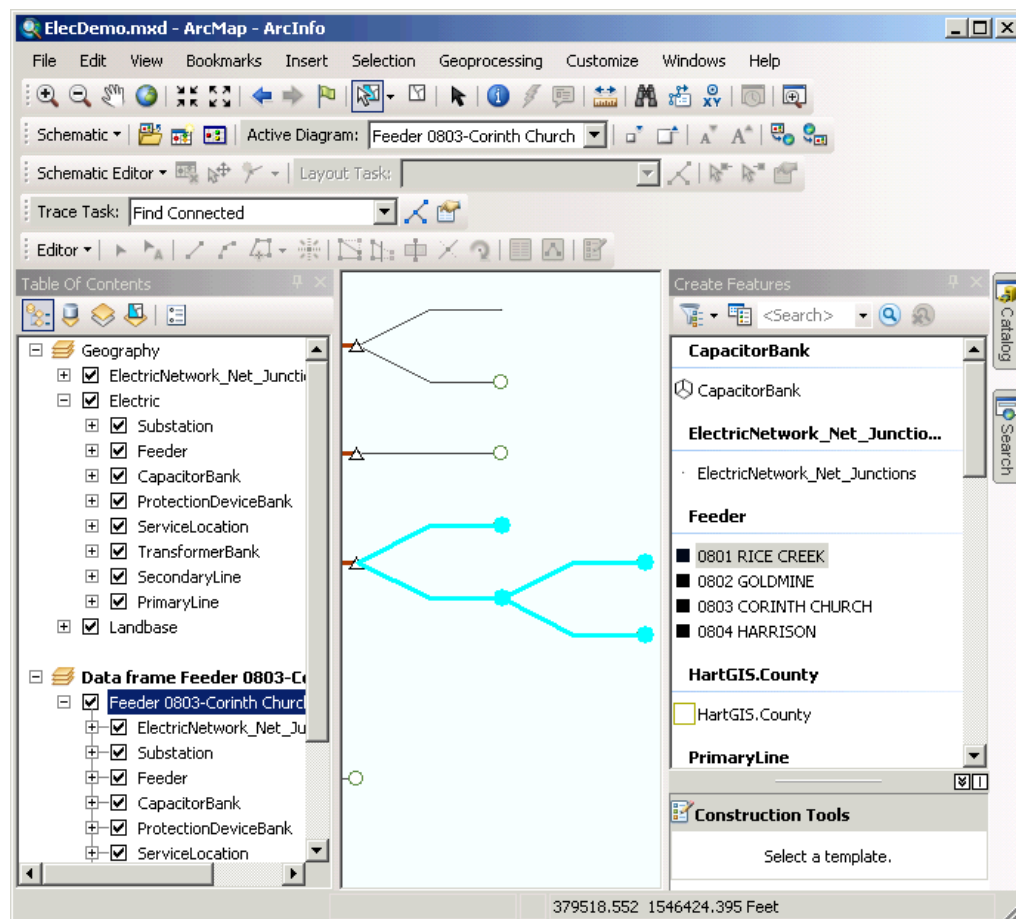 ElecDemo.mxd - ArcMap - ArcInfo
File Edit View Bookmarks Insert Selection Geoprocessing Customize Windows Help
XY
Schematic Active Diagram: Feeder 0803-Corinth Church
Schematic Editor Layout Task:
Trace Task: Find Connected
Editor
Table Of Contents
Geography
ElectricNetwork_Net_Juncti
Electric
Substation
Feeder
CapacitorBank
ProtectionDeviceBank
ServiceLocation
TransformerBank
SecondaryLine
PrimaryLine
Landbase
Data frame Feeder 0803-Co
Feeder 0803-Corinth Churc
ElectricNetwork_Net_Ju
Substation
Feeder
CapacitorBank
ProtectionDeviceBank
ServiceLocation
Create Features
<Search>
CapacitorBank
CapacitorBank
ElectricNetwork_Net_Junctio...
ElectricNetwork_Net_Junctions
Feeder
0801 RICE CREEK
0802 GOLDMINE
0803 CORINTH CHURCH
0804 HARRISON
HartGIS.County
HartGIS.County
PrimaryLine
Construction Tools
Select a template.
Catalog
Search
379518.552 1546424.395 Feet